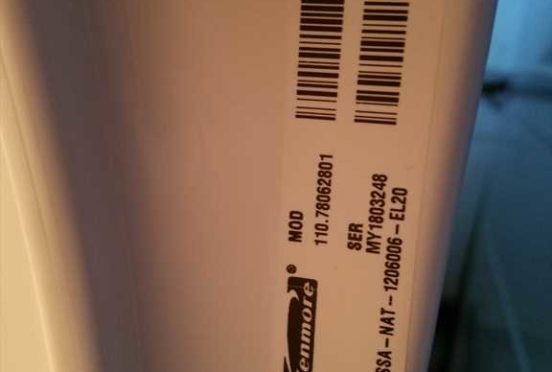 Kenmore®
MOD
110.78062801
SER
MY1803248
SSA-NAT-1206006-EL20